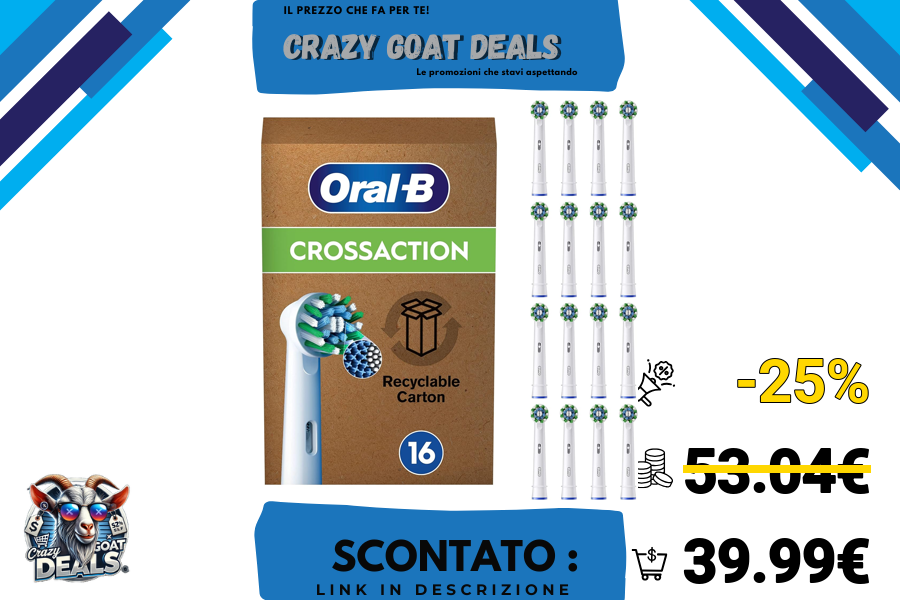 IL PREZZO CHE FA PER TE!
CRAZY GOAT DEALS
Le promozioni che stavi aspettando
Oral-B
CROSSACTION
Recyclable
Carton
16
-25%
53.04€
SCONTATO :
39.99€
LINK IN DESCRIZIONE
Crazy
GOAT
DEALS